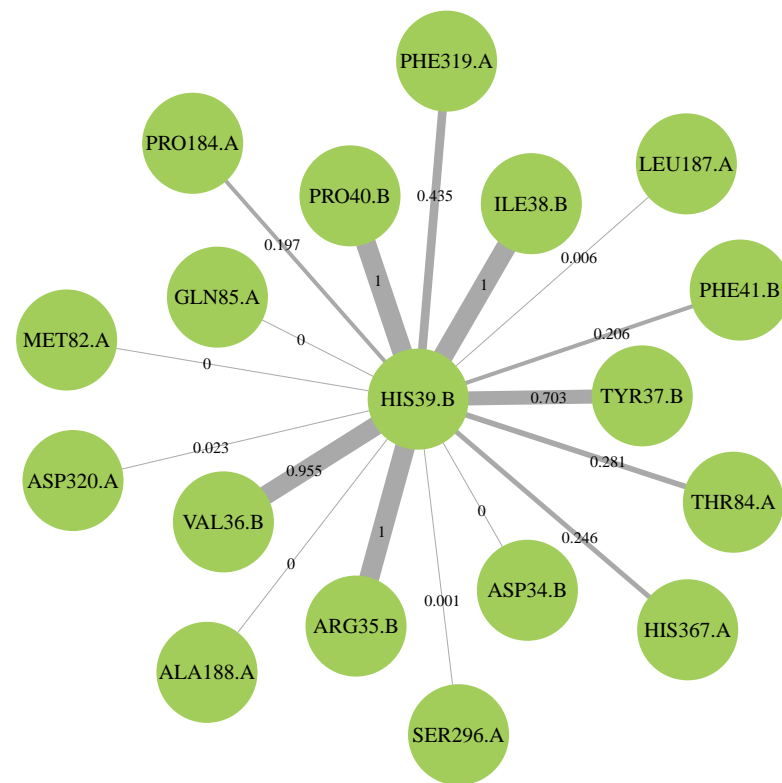 PHE319.A
PRO184.A
LEU187.A
PRO40.B
ILE38.B
0.435
0.197
0.006
1
1
GLN85.A
PHE41.B
0.206
MET82.A
0
0
HIS39.B
TYR37.B
0.703
0.023
0.955
0.281
ASP320.A
THR84.A
VAL36.B
0
0.246
1
0
ASP34.B
0.001
ARG35.B
HIS367.A
ALA188.A
SER296.A